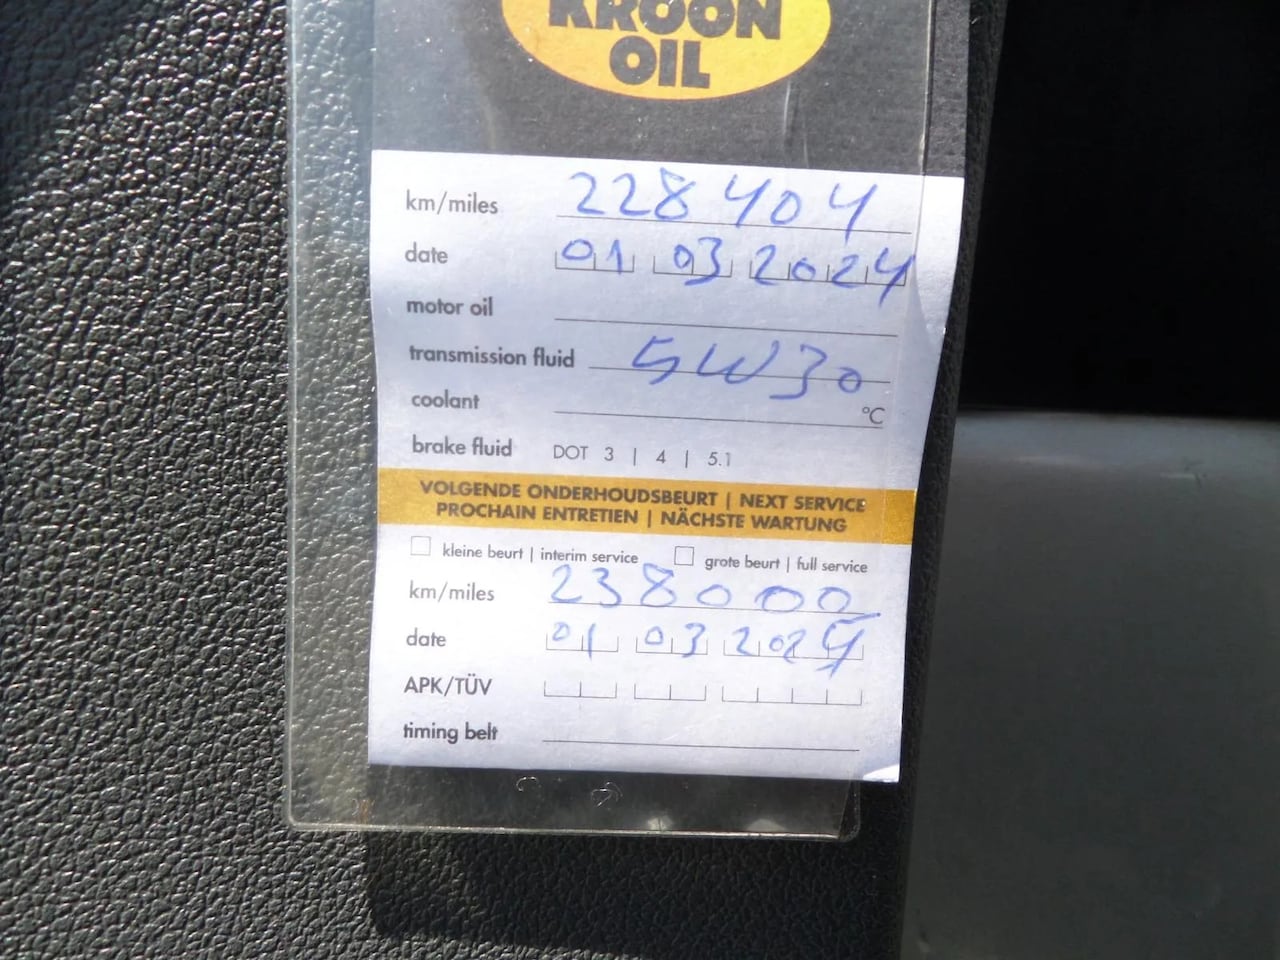 KROON
OIL
km/miles 228404
date 01 03 2024
motor oil
transmission fluid 5W30
coolant °C
brake fluid DOT 3 | 4 | 5.1
VOLGENDE ONDERHOUDSBEURT | NEXT SERVICE
PROCHAIN ENTRETIEN | NÄCHSTE WARTUNG
kleine beurt | interim service grote beurt | full service
km/miles 238000
date 01 03
APK/TÜV
timing belt